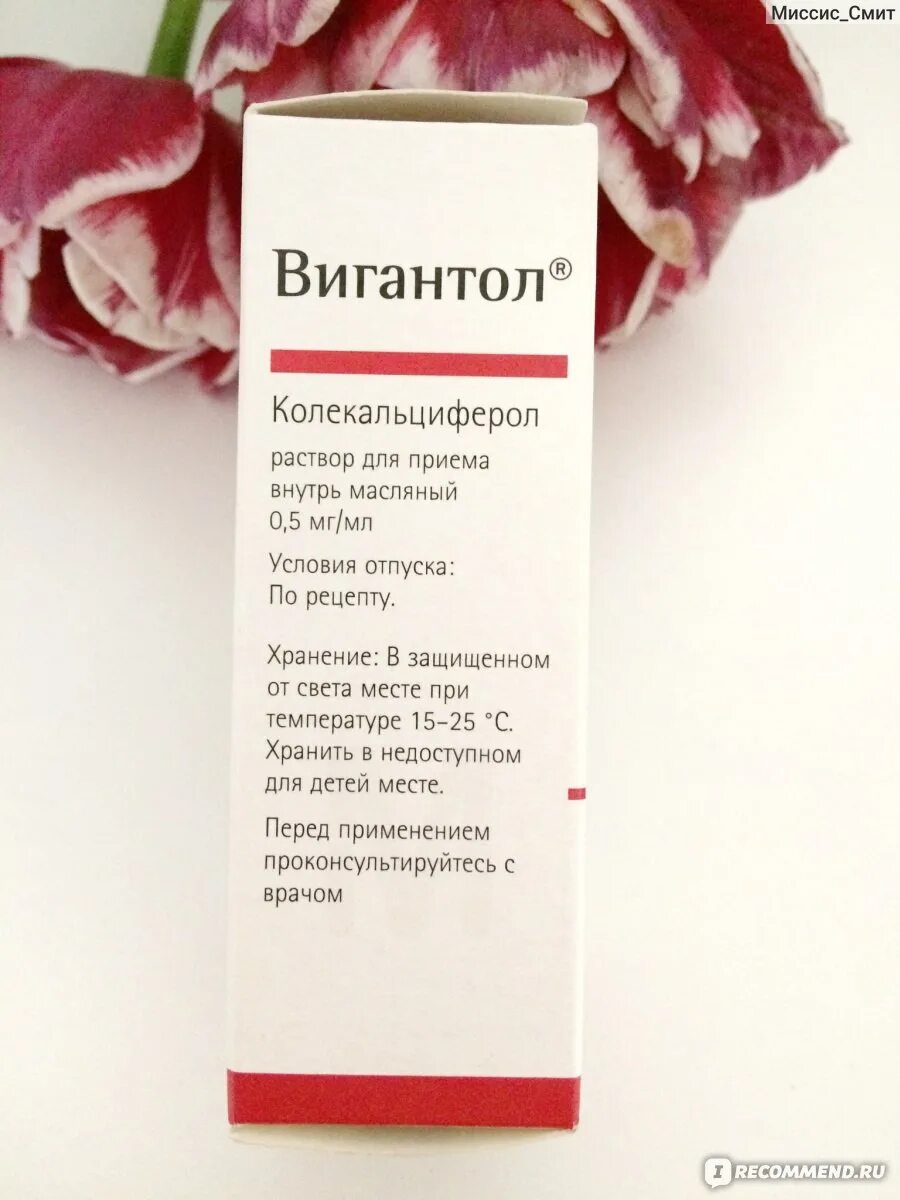 Миссис_Смит
Вигантол®
Колекальциферол
раствор для приема
внутрь масляный
0,5 мг/мл
Условия отпуска:
По рецепту.
Хранение: В защищенном
от света месте при
температуре 15–25 °C.
Хранить в недоступном
для детей месте.
Перед применением
проконсультируйтесь с
врачом
I RECOMMEND.RU